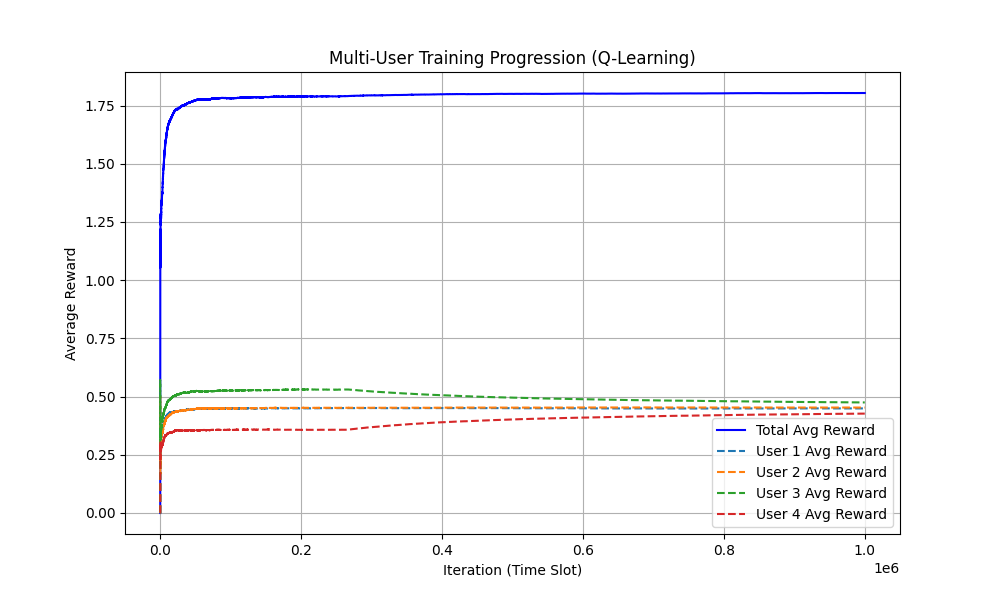 Multi-User Training Progression (Q-Learning)
Average Reward
1.75
1.50
1.25
1.00
0.75
0.50
0.25
0.00
Total Avg Reward
User 1 Avg Reward
User 2 Avg Reward
User 3 Avg Reward
User 4 Avg Reward
0.0 0.2 0.4 0.6 0.8 1.0
1e6
Iteration (Time Slot)